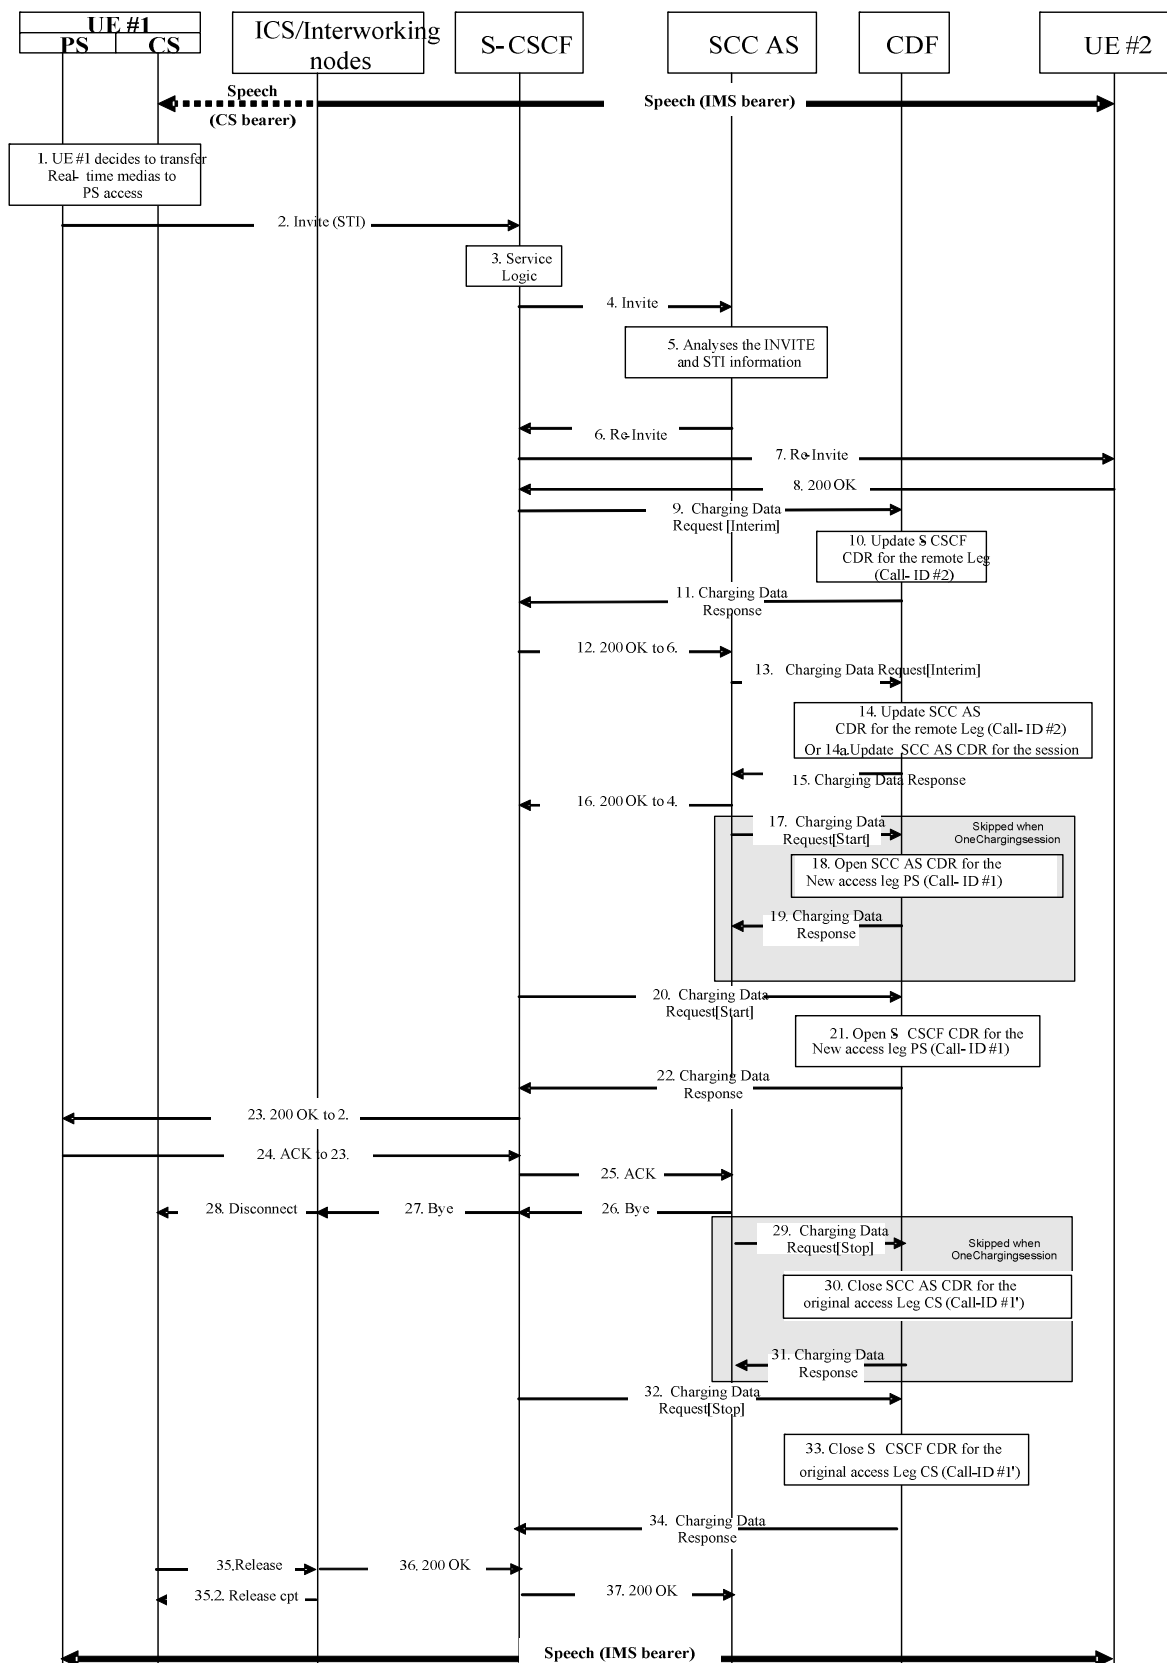 UE #1
PS
CS
ICS/Interworking
nodes
S-CSCF
SCC AS
CDF
UE #2
Speech
(CS bearer)
Speech (IMS bearer)
1. UE #1 decides to transfer
Real- time medias to
PS access
2. Invite (STI)
3. Service
Logic
4. Invite
5. Analyses the INVITE
and STI information
6. Re-Invite
7. Re-Invite
8. 200 OK
9. Charging Data
Request [Interim]
10. Update S CSCF
CDR for the remote Leg
(Call- ID #2)
11. Charging Data
Response
12. 200 OK to 6.
13. Charging Data Request[Interim]
14. Update SCC AS
CDR for the remote Leg (Call- ID #2)
Or 14a.Update SCC AS CDR for the session
15. Charging Data Response
16. 200 OK to 4.
17. Charging Data
Request[Start]
Skipped when
OneChargingsession
18. Open SCC AS CDR for the
New access leg PS (Call- ID #1)
19. Charging Data
Response
20. Charging Data
Request[Start]
21. Open S CSCF CDR for the
New access leg PS (Call- ID #1)
22. Charging Data
Response
23. 200 OK to 2.
24. ACK to 23.
25. ACK
26. Bye
27. Bye
28. Disconnect
29. Charging Data
Request[Stop]
Skipped when
OneChargingsession
30. Close SCC AS CDR for the
original access Leg CS (Call-ID #1')
31. Charging Data
Response
32. Charging Data
Request[Stop]
33. Close S CSCF CDR for the
original access Leg CS (Call-ID #1')
34. Charging Data
Response
35.Release
36. 200 OK
35.2. Release cpt
37. 200 OK
Speech (IMS bearer)